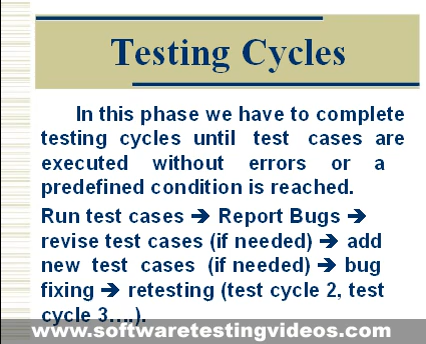 Testing Cycles
In this phase we have to complete
testing cycles until test cases are
executed without errors or a
predefined condition is reached.
Run test cases ➔ Report Bugs ➔
revise test cases (if needed) ➔ add
new test cases (if needed) ➔ bug
fixing ➔ retesting (test cycle 2, test
cycle 3….).
www.softwaretestingvideos.com